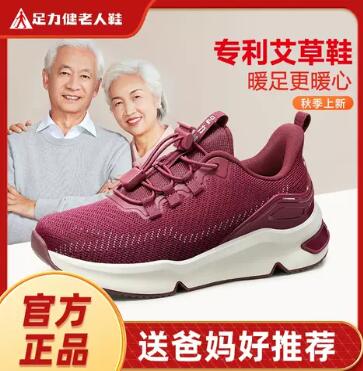 足力健老人鞋
专利艾草鞋
暖足更暖心
秋季上新
官方
正品
送爸妈好推荐